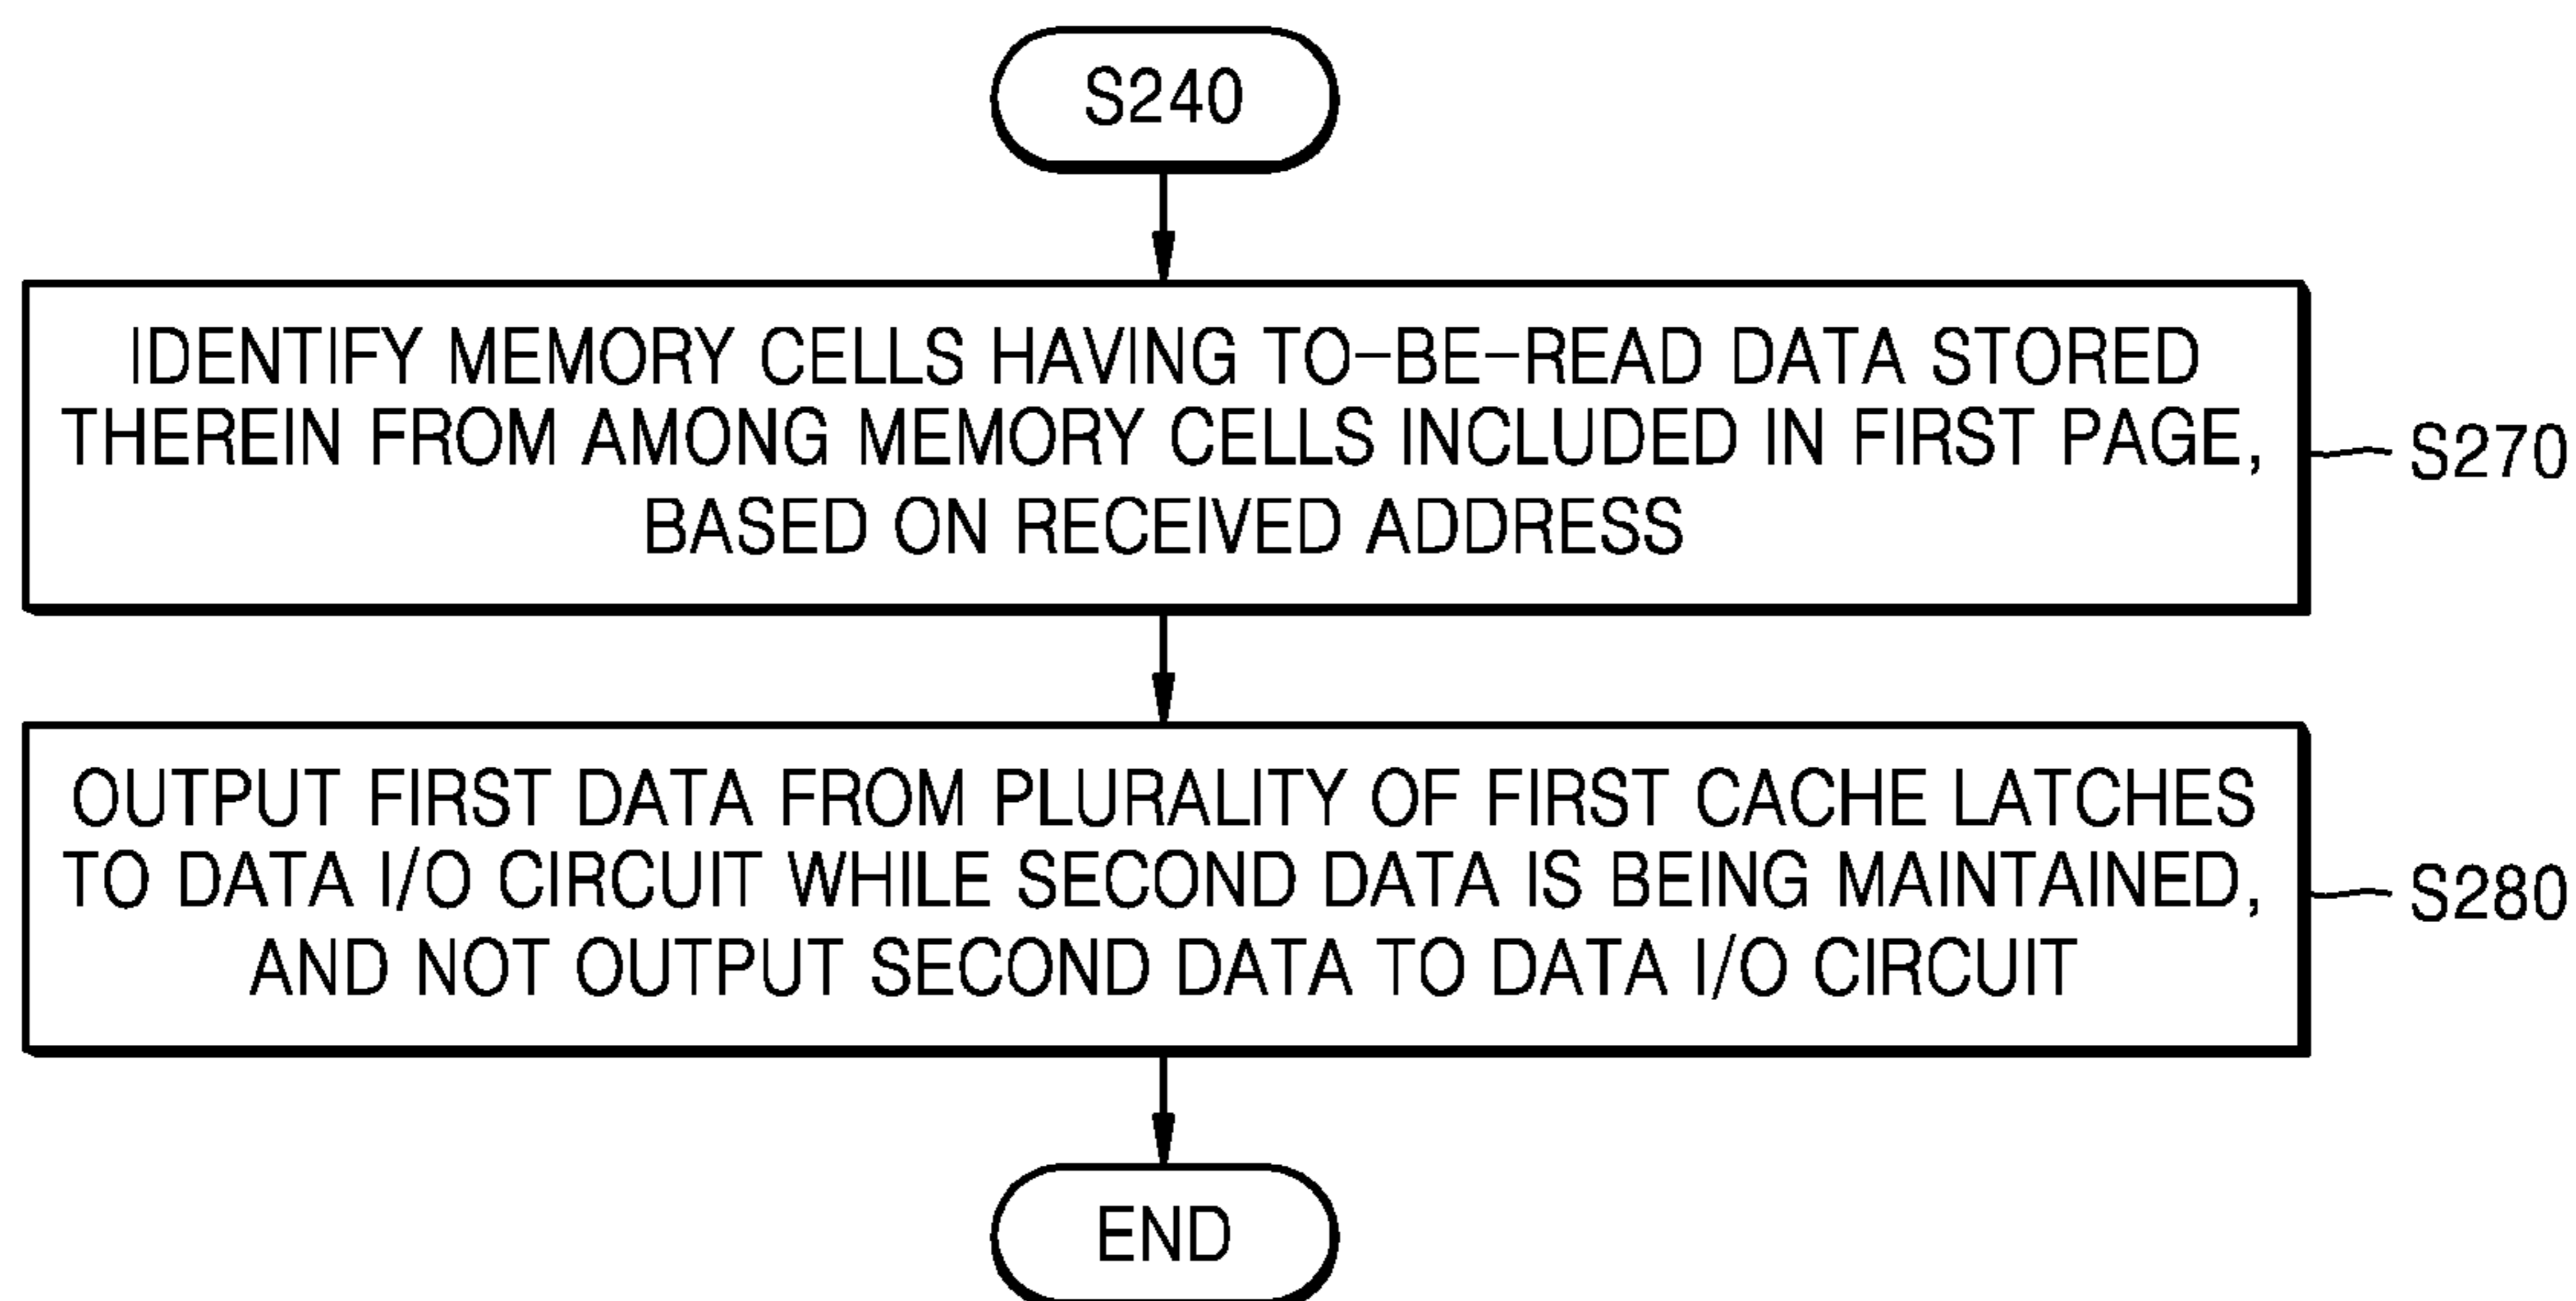 S240
IDENTIFY MEMORY CELLS HAVING TO-BE-READ DATA STORED
THEREIN FROM AMONG MEMORY CELLS INCLUDED IN FIRST PAGE,
BASED ON RECEIVED ADDRESS
S270
OUTPUT FIRST DATA FROM PLURALITY OF FIRST CACHE LATCHES
TO DATA I/O CIRCUIT WHILE SECOND DATA IS BEING MAINTAINED,
AND NOT OUTPUT SECOND DATA TO DATA I/O CIRCUIT
S280
END